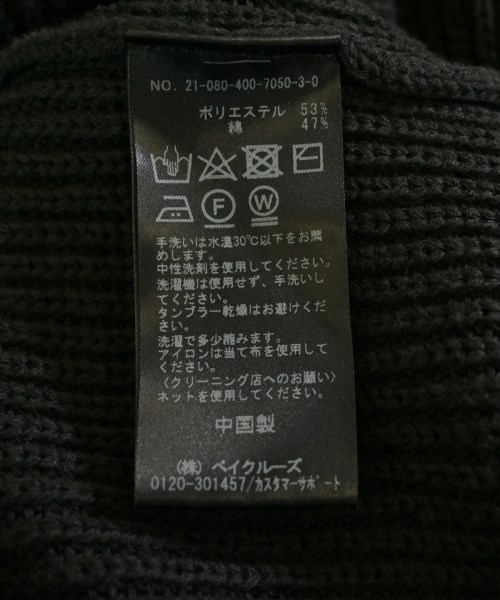 NO. 21-080-400-7050-3-0
ポリエステル 53%
綿 47%
F
W
手洗いは水温30℃以下をお薦
めします。
中性洗剤を使用してください。
洗濯機は使用せず、手洗いし
てください。
タンブラー乾燥はお避けくだ
さい。
洗濯で多少縮みます。
アイロンは当て布を使用して
ください。
〈クリーニング店へのお願い〉
ネットを使用してください。
中国製
(株) ベイクルーズ
0120-301457/カスタマーサポート